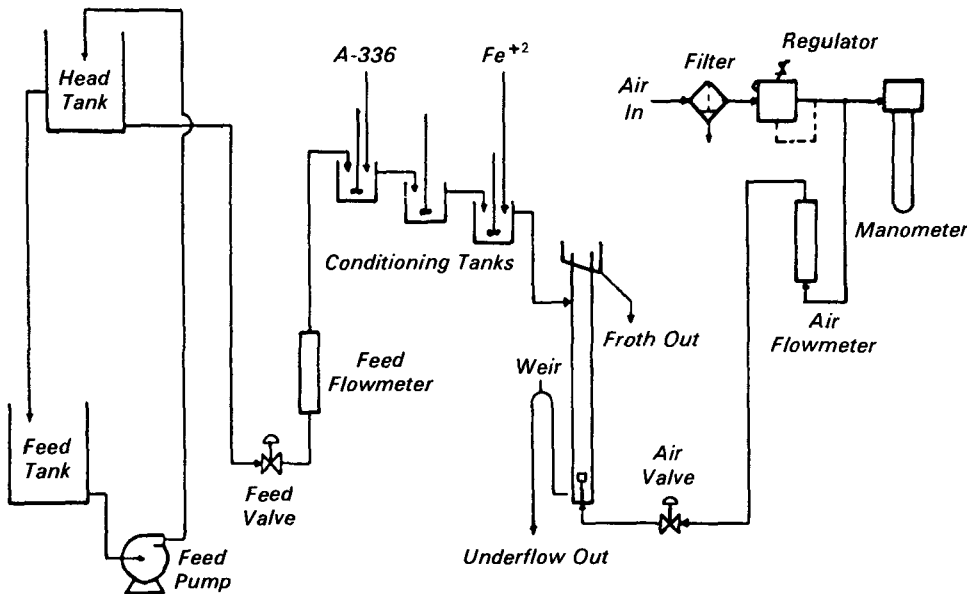 Head
Tank
A-336
Fe+2
Air
In
Filter
Regulator
Manometer
Conditioning Tanks
Froth Out
Air
Flowmeter
Feed
Flowmeter
Weir
Feed
Tank
Feed
Valve
Air
Valve
Feed
Pump
Underflow Out